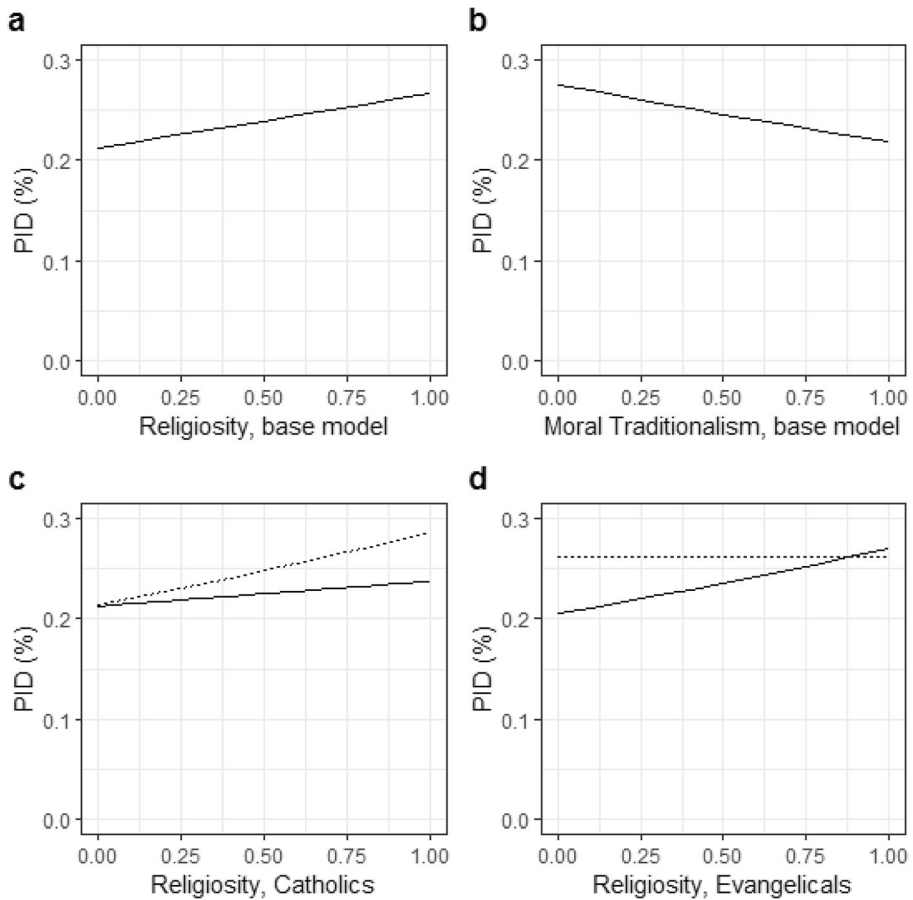 a
PID (%)
0.3
0.2
0.1
0.0
0.00 0.25 0.50 0.75 1.00
Religiosity, base model
b
PID (%)
0.3
0.2
0.1
0.0
0.00 0.25 0.50 0.75 1.00
Moral Traditionalism, base model
c
PID (%)
0.3
0.2
0.1
0.0
0.00 0.25 0.50 0.75 1.00
Religiosity, Catholics
d
PID (%)
0.3
0.2
0.1
0.0
0.00 0.25 0.50 0.75 1.00
Religiosity, Evangelicals